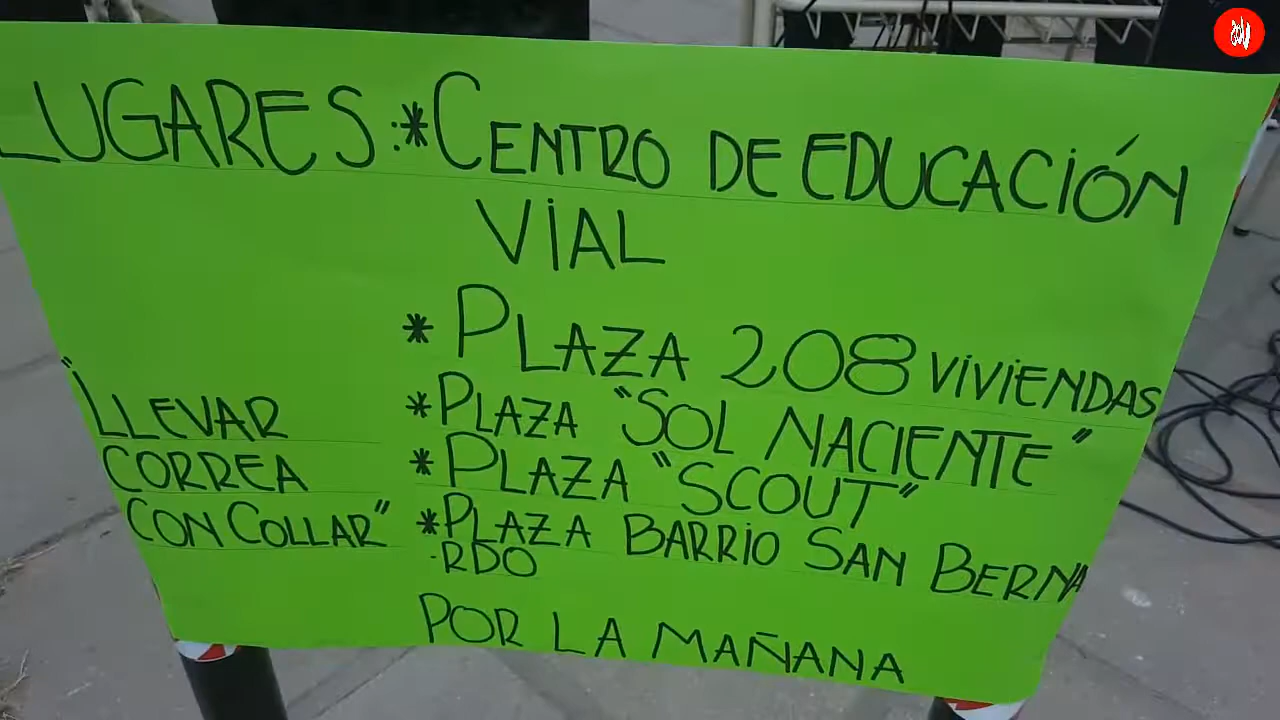 LUGARES:*CENTRO DE EDUCACIÓN
VIAL
* PLAZA 208 VIVIENDAS
*PLAZA "SOL NACIENTE"
*PLAZA "SCOUT"
*PLAZA BARRIO SAN BERNA
-RDO
"LLEVAR
CORREA
CON COLLAR"
POR LA MAÑANA